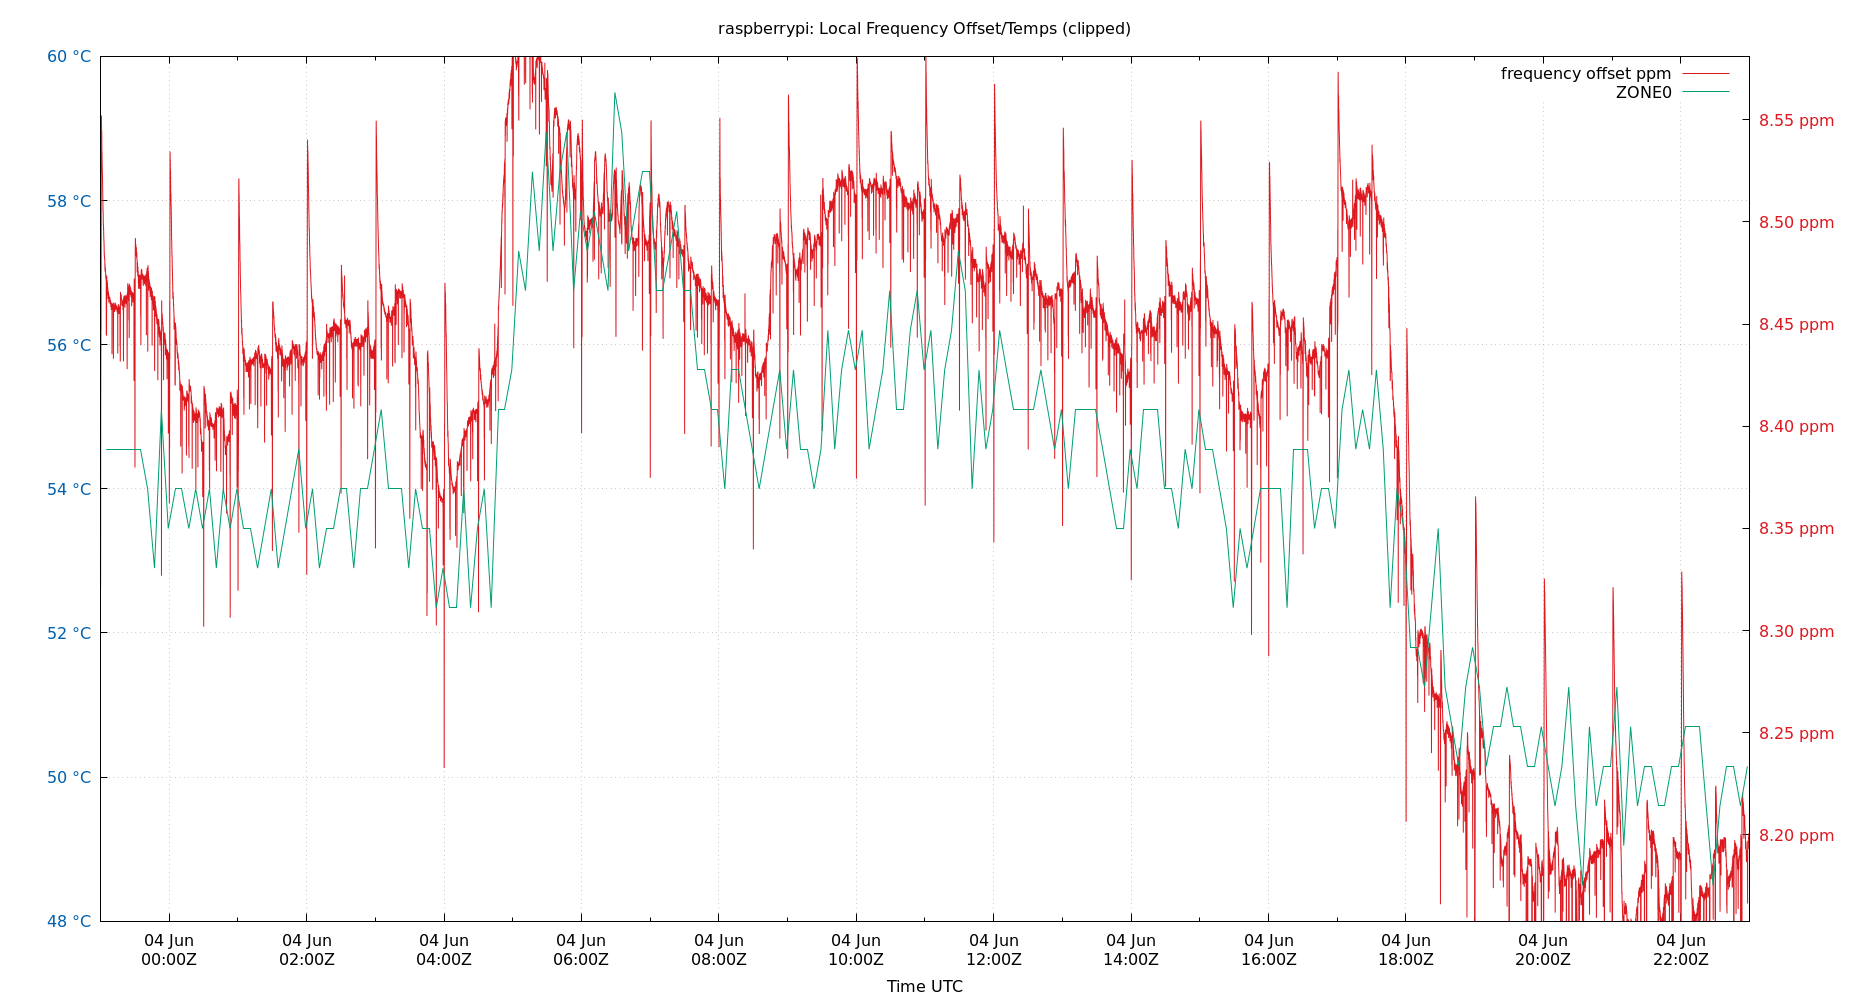 raspberrypi: Local Frequency Offset/Temps (clipped)
60 °C
58 °C
56 °C
54 °C
52 °C
50 °C
48 °C
frequency offset ppm
ZONE0
8.55 ppm
8.50 ppm
8.45 ppm
8.40 ppm
8.35 ppm
8.30 ppm
8.25 ppm
8.20 ppm
04 Jun 04 Jun 04 Jun 04 Jun 04 Jun 04 Jun 04 Jun 04 Jun 04 Jun 04 Jun 04 Jun 04 Jun
00:00Z 02:00Z 04:00Z 06:00Z 08:00Z 10:00Z 12:00Z 14:00Z 16:00Z 18:00Z 20:00Z 22:00Z
Time UTC